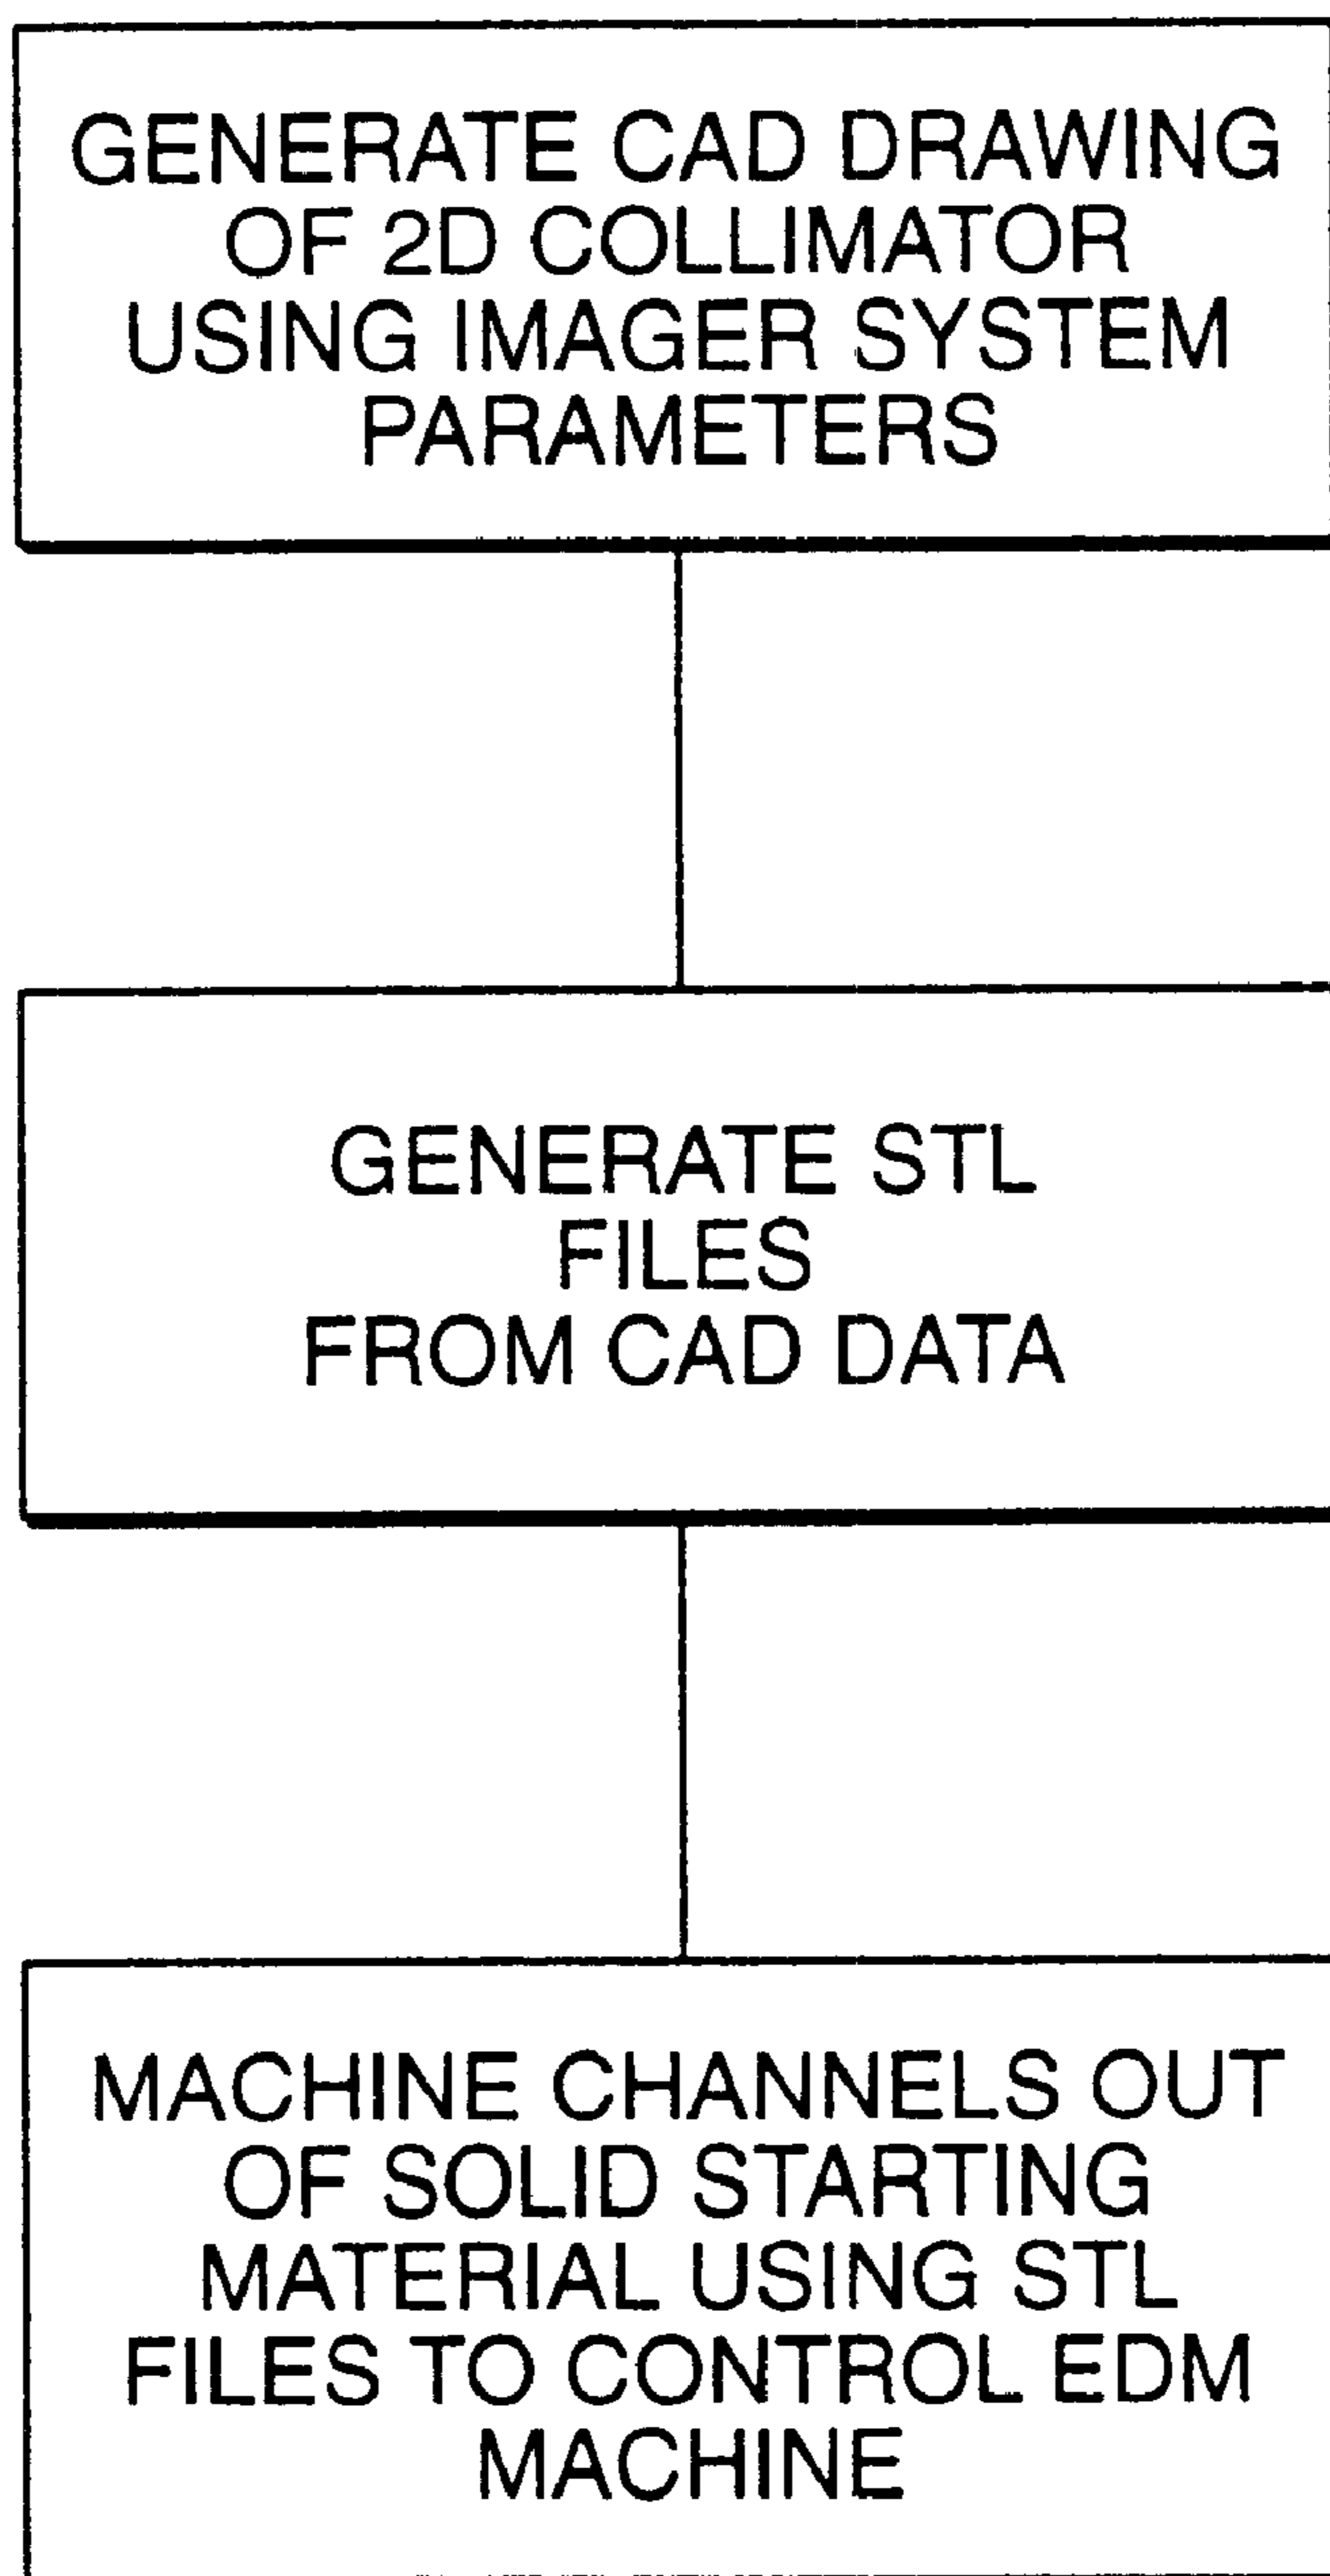 GENERATE CAD DRAWING
OF 2D COLLIMATOR
USING IMAGER SYSTEM
PARAMETERS
GENERATE STL
FILES
FROM CAD DATA
MACHINE CHANNELS OUT
OF SOLID STARTING
MATERIAL USING STL
FILES TO CONTROL EDM
MACHINE